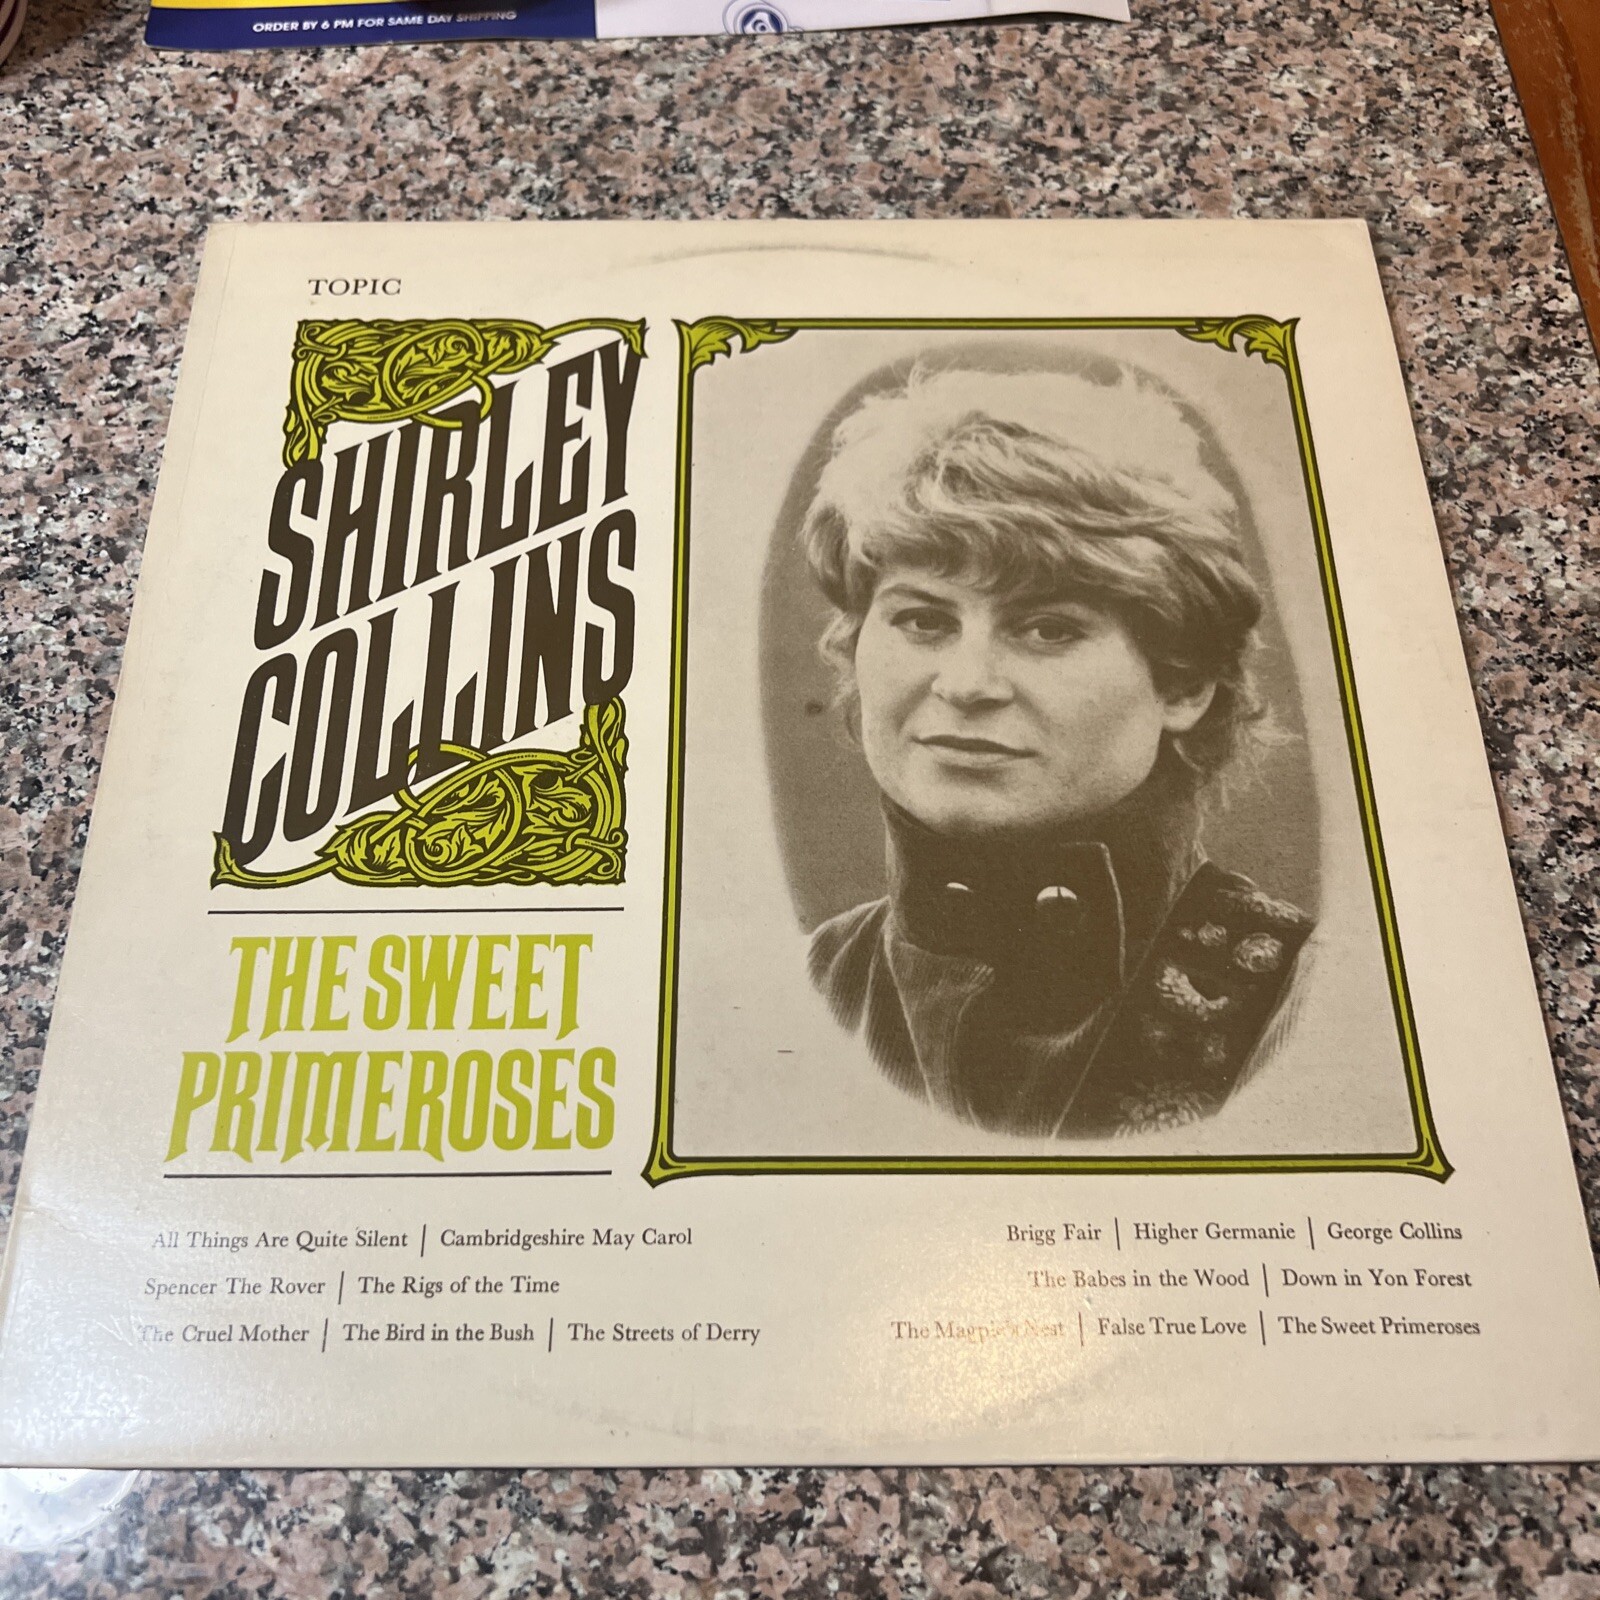 ORDER BY 6 PM FOR SAME DAY SHIPPING
TOPIC
SHIRLEY
COLLINS
THE SWEET
PRIMEROSES
All Things Are Quite Silent | Cambridgeshire May Carol
Spencer The Rover | The Rigs of the Time
The Cruel Mother | The Bird in the Bush | The Streets of Derry
Brigg Fair | Higher Germanie | George Collins
The Babes in the Wood | Down in Yon Forest
The Magpie's Nest | False True Love | The Sweet Primeroses